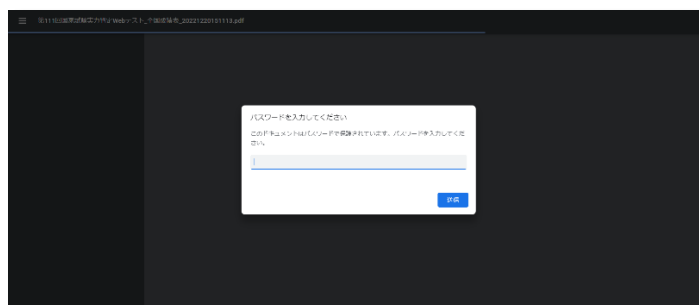 パスワードを入力してください
このドキュメントはパスワードで保護されています。パスワードを入力してくだ
さい。
送信